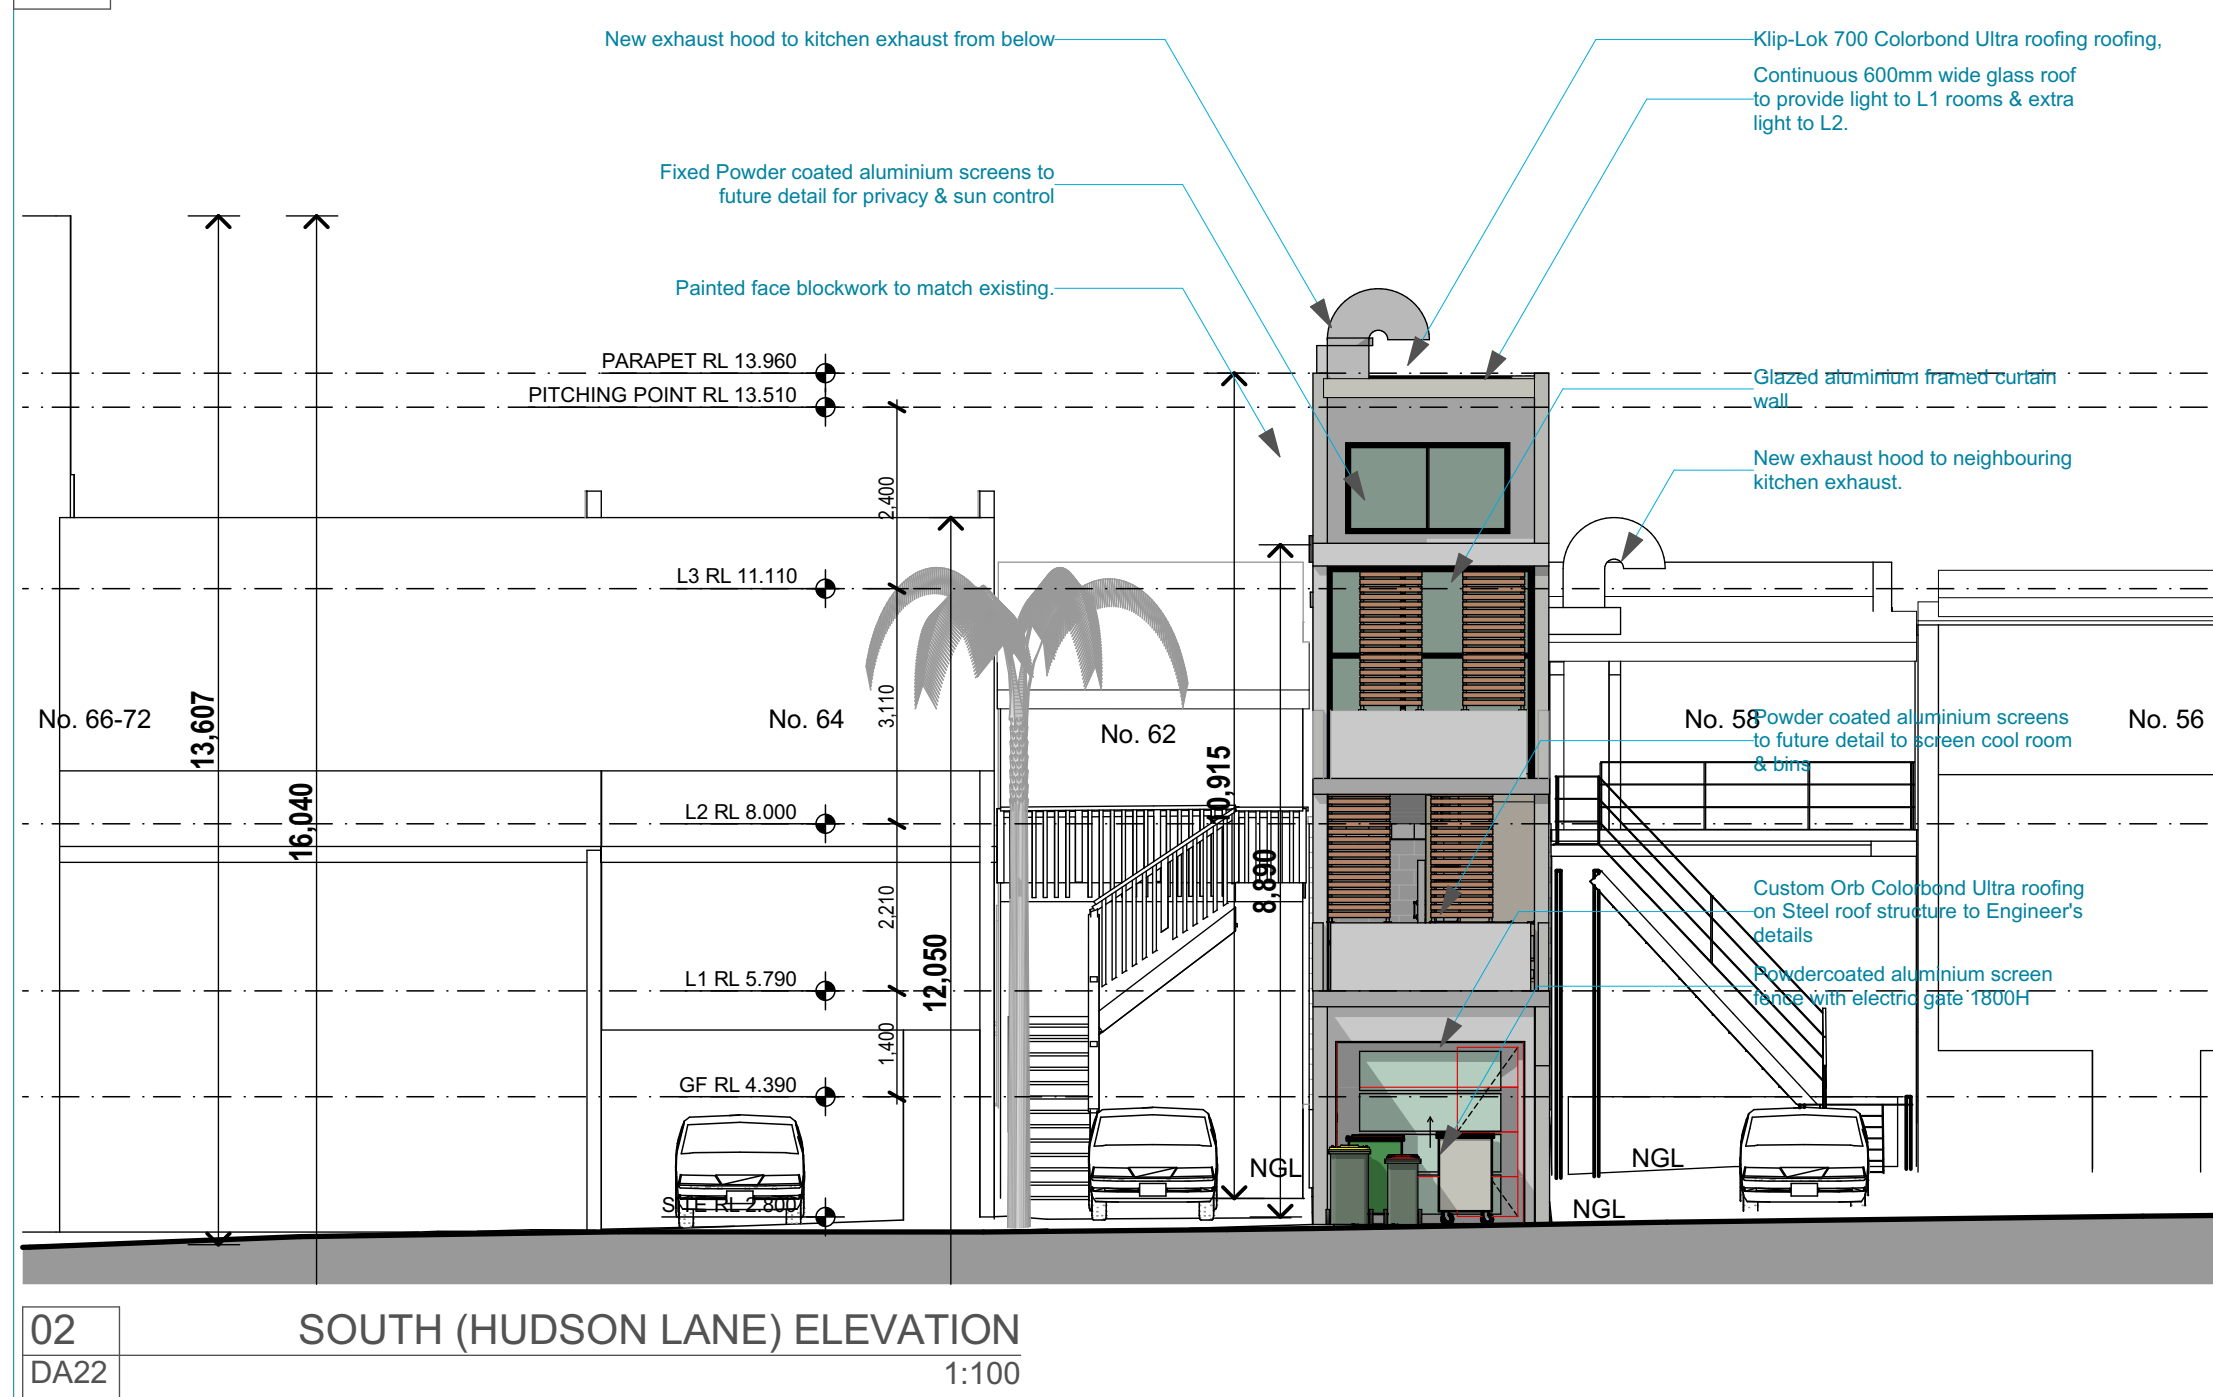 New exhaust hood to kitchen exhaust from below
Klip-Lok 700 Colorbond Ultra roofing roofing,
Continuous 600mm wide glass roof
to provide light to L1 rooms & extra
light to L2.
Fixed Powder coated aluminium screens to
future detail for privacy & sun control
Painted face blockwork to match existing.
PARAPET RL 13.960
PITCHING POINT RL 13.510
Glazed aluminium framed curtain
wall
New exhaust hood to neighbouring
kitchen exhaust.
2,400
L3 RL 11.110
3,110
No. 66-72
13,607
No. 64
No. 62
No. 58
Powder coated aluminium screens
to future detail to screen cool room
& bins
No. 56
16,040
10,915
L2 RL 8.000
8,890
2,210
Custom Orb Colorbond Ultra roofing
on Steel roof structure to Engineer's
details
12,050
L1 RL 5.790
Powdercoated aluminium screen
fence with electric gate 1800H
1,400
GF RL 4.390
NGL
NGL
SITE RL 2.800
NGL
02
SOUTH (HUDSON LANE) ELEVATION
DA22
1:100